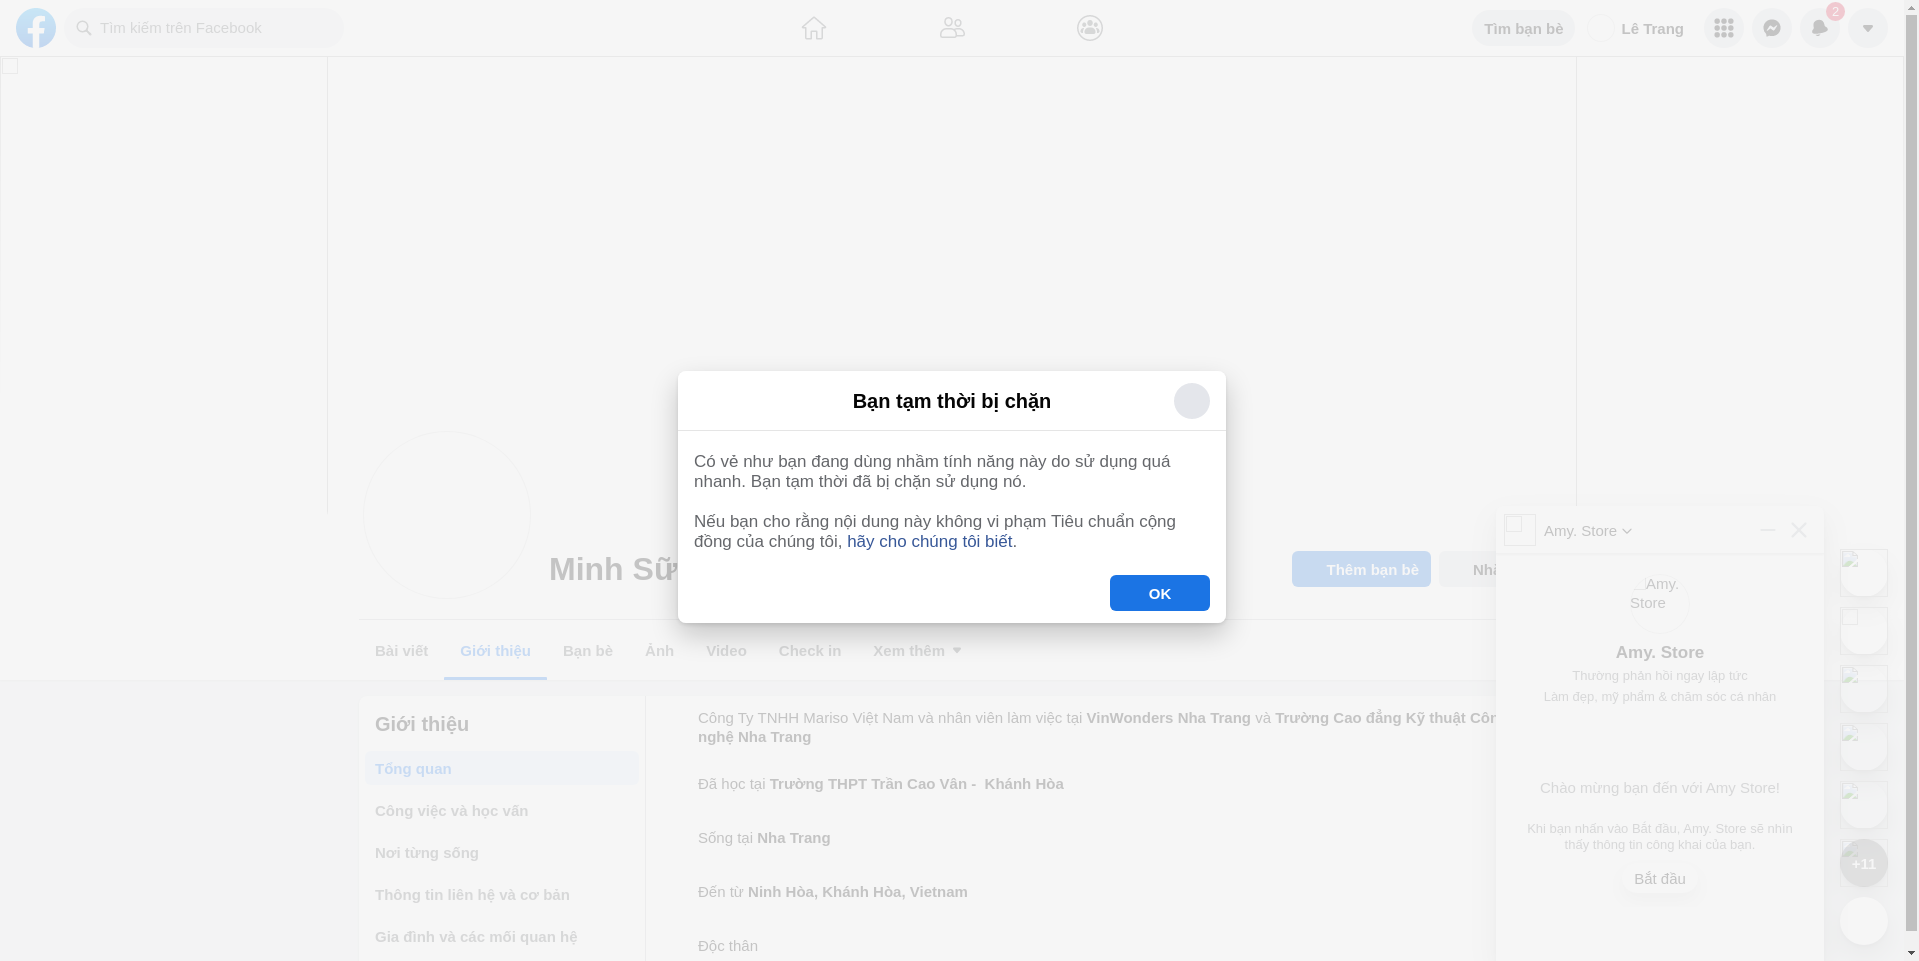 Tìm kiếm trên Facebook
Tìm bạn bè
Lê Trang
2
Bạn tạm thời bị chặn
Có vẻ như bạn đang dùng nhầm tính năng này do sử dụng quá
nhanh. Bạn tạm thời đã bị chặn sử dụng nó.
Nếu bạn cho rằng nội dung này không vi phạm Tiêu chuẩn cộng
đồng của chúng tôi, hãy cho chúng tôi biết.
OK
Minh Sữ
Thêm bạn bè
Bài viết
Giới thiệu
Bạn bè
Ảnh
Video
Check in
Xem thêm
Giới thiệu
Tổng quan
Công việc và học vấn
Nơi từng sống
Thông tin liên hệ và cơ bản
Gia đình và các mối quan hệ
Công Ty TNHH Mariso Việt Nam và nhân viên làm việc tại VinWonders Nha Trang và Trường Cao đẳng Kỹ thuật Côn
nghệ Nha Trang
Đã học tại Trường THPT Trần Cao Vân - Khánh Hòa
Sống tại Nha Trang
Đến từ Ninh Hòa, Khánh Hòa, Vietnam
Độc thân
Amy. Store
Amy.
Store
Amy. Store
Thường phản hồi ngay lập tức
Làm đẹp, mỹ phẩm & chăm sóc cá nhân
Chào mừng bạn đến với Amy Store!
Khi bạn nhấn vào Bắt đầu, Amy. Store sẽ nhìn
thấy thông tin công khai của bạn.
Bắt đầu
+11